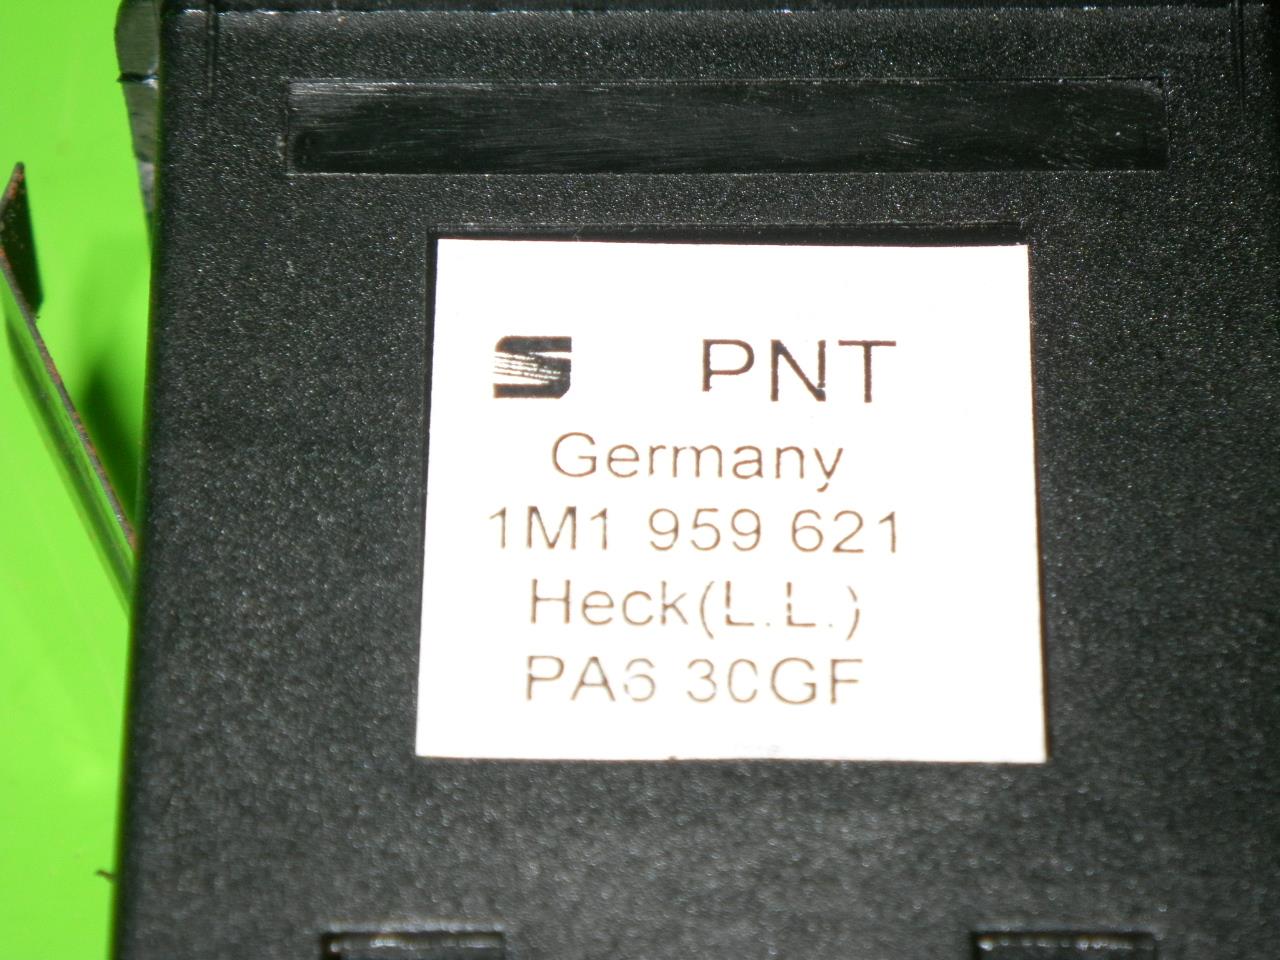 PNT
Germany
1M1 959 621
Heck(L.L.)
PA6 30GF